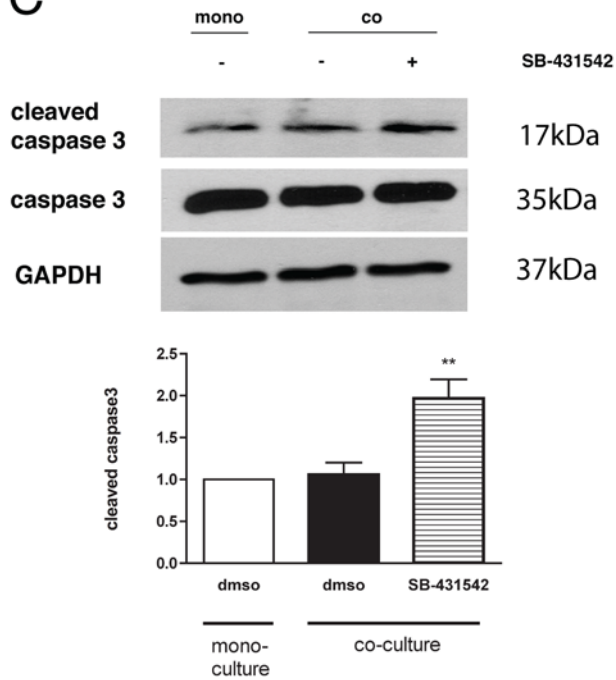 C
mono co
- - + SB-431542
cleaved
caspase 3 17kDa
caspase 3 35kDa
GAPDH 37kDa
cleaved caspase3
2.5
2.0
1.5
1.0
0.5
0.0
**
dmso dmso SB-431542
mono-
culture
co-culture